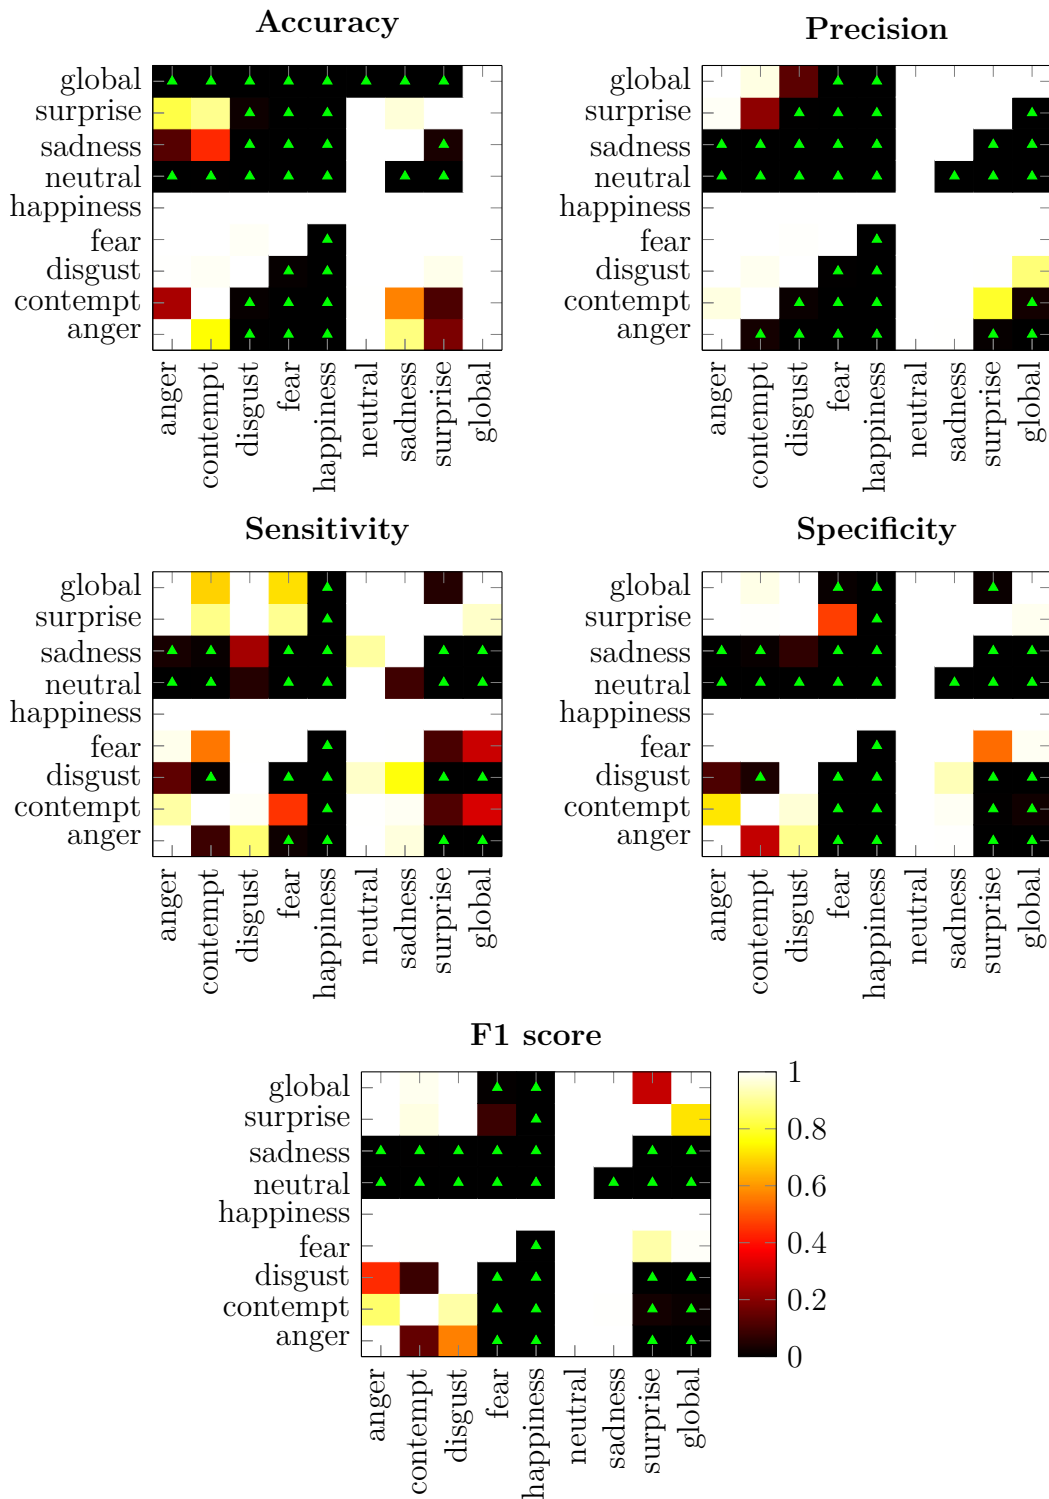 Accuracy
global
surprise
sadness
neutral
happiness
fear
disgust
contempt
anger
anger
contempt
disgust
fear
happiness
neutral
sadness
surprise
global
Precision
global
surprise
sadness
neutral
happiness
fear
disgust
contempt
anger
anger
contempt
disgust
fear
happiness
neutral
sadness
surprise
global
Sensitivity
global
surprise
sadness
neutral
happiness
fear
disgust
contempt
anger
anger
contempt
disgust
fear
happiness
neutral
sadness
surprise
global
Specificity
global
surprise
sadness
neutral
happiness
fear
disgust
contempt
anger
anger
contempt
disgust
fear
happiness
neutral
sadness
surprise
global
F1 score
global
surprise
sadness
neutral
happiness
fear
disgust
contempt
anger
anger
contempt
disgust
fear
happiness
neutral
sadness
surprise
global
1
0.8
0.6
0.4
0.2
0